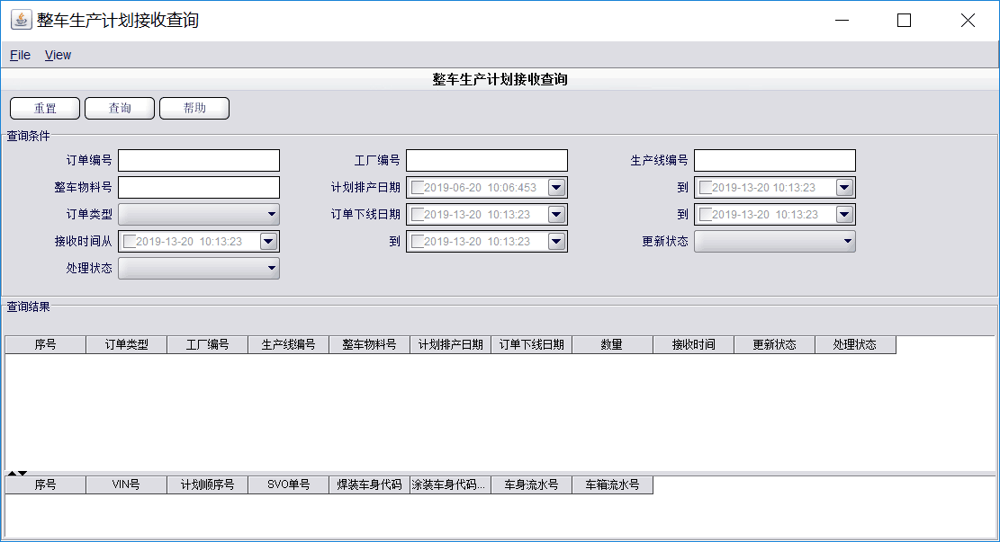 整车生产计划接收查询
File View
整车生产计划接收查询
重置 查询 帮助
查询条件
订单编号 工厂编号 生产线编号
整车物料号 计划排产日期 2019-06-20 10:06:453 到 2019-13-20 10:13:23
订单类型 订单下线日期 2019-13-20 10:13:23 到 2019-13-20 10:13:23
接收时间从 2019-13-20 10:13:23 到 2019-13-20 10:13:23 更新状态
处理状态
查询结果
序号 订单类型 工厂编号 生产线编号 整车物料号 计划排产日期 订单下线日期 数量 接收时间 更新状态 处理状态
序号 VIN号 计划顺序号 SVO单号 焊装车身代码 涂装车身代码... 车身流水号 车箱流水号